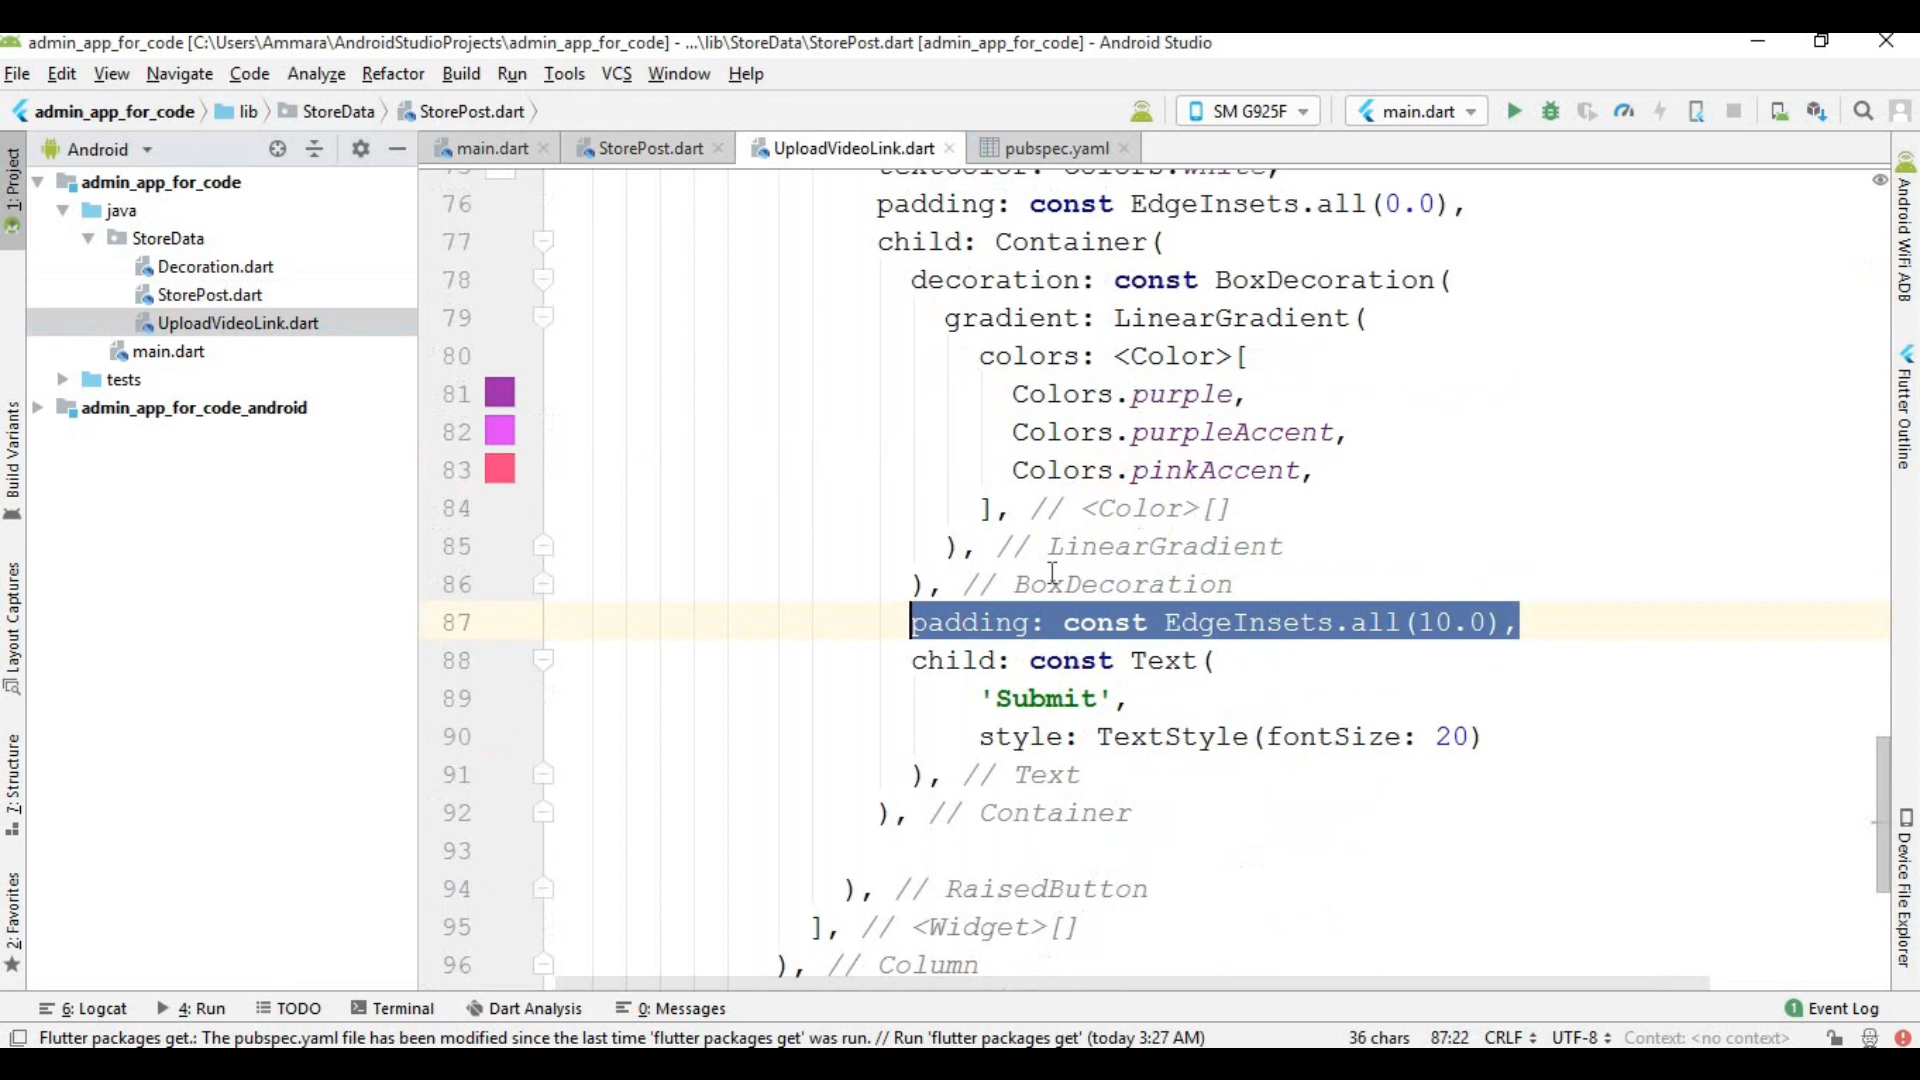 admin_app_for_code [C:\Users\Ammara\AndroidStudioProjects\admin_app_for_code] - ...\lib\StoreData\StorePost.dart [admin_app_for_code] - Android Studio
File Edit View Navigate Code Analyze Refactor Build Run Tools VCS Window Help
admin_app_for_code lib StoreData StorePost.dart SM G925F main.dart
Android main.dart StorePost.dart UploadVideoLink.dart pubspec.yaml
admin_app_for_code
java
StoreData
Decoration.dart
StorePost.dart
UploadVideoLink.dart
main.dart
tests
admin_app_for_code_android
1: Project
Build Variants
Layout Captures
7: Structure
2: Favorites
textColor: Colors.white,
76 padding: const EdgeInsets.all(0.0),
77 child: Container(
78 decoration: const BoxDecoration(
79 gradient: LinearGradient(
80 colors: <Color>[
81 Colors.purple,
82 Colors.purpleAccent,
83 Colors.pinkAccent,
84 ], // <Color>[]
85 ), // LinearGradient
86 ), // BoxDecoration
87 padding: const EdgeInsets.all(10.0),
88 child: const Text(
89 'Submit',
90 style: TextStyle(fontSize: 20)
91 ), // Text
92 ), // Container
93
94 ), // RaisedButton
95 ], // <Widget>[]
96 ), // Column
Android WiFi ADB
Flutter Outline
Device File Explorer
6: Logcat 4: Run TODO Terminal Dart Analysis 0: Messages 1 Event Log
Flutter packages get.: The pubspec.yaml file has been modified since the last time 'flutter packages get' was run. // Run 'flutter packages get' (today 3:27 AM) 36 chars 87:22 CRLF UTF-8 Context: <no context>